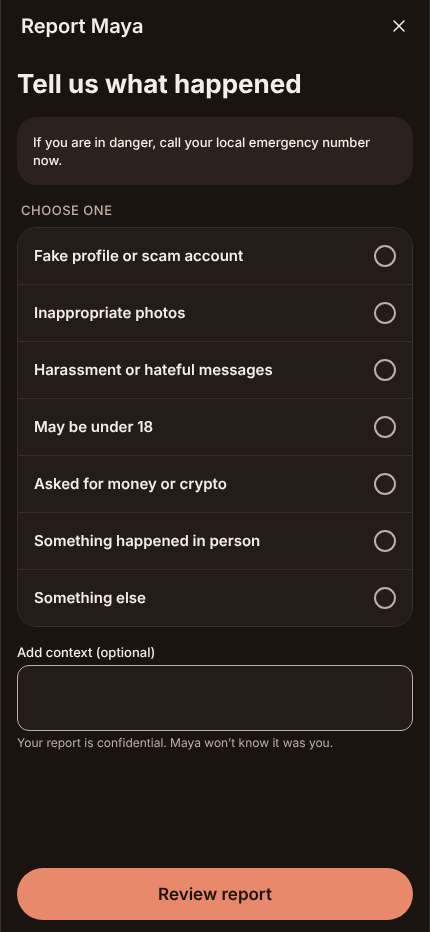 Report Maya
Tell us what happened
If you are in danger, call your local emergency number
now.
CHOOSE ONE
Fake profile or scam account
Inappropriate photos
Harassment or hateful messages
May be under 18
Asked for money or crypto
Something happened in person
Something else
Add context (optional)
Your report is confidential. Maya won’t know it was you.
Review report